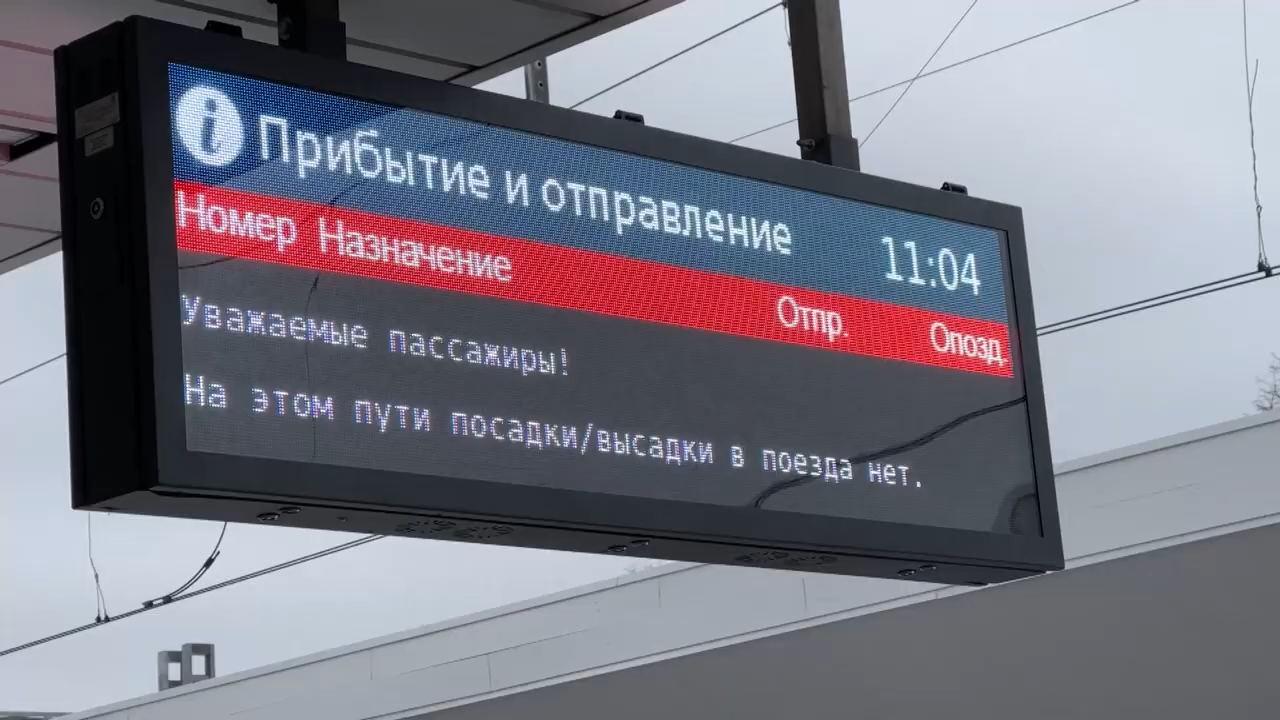 i Прибытие и отправление 11:04
Номер Назначение Отпр. Опозд.
Уважаемые пассажиры!
На этом пути посадки/высадки в поезда нет.